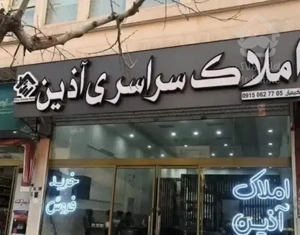 املاک سراسری آذین
0915 062 77 05
خرید
فروش
املاک
آذین